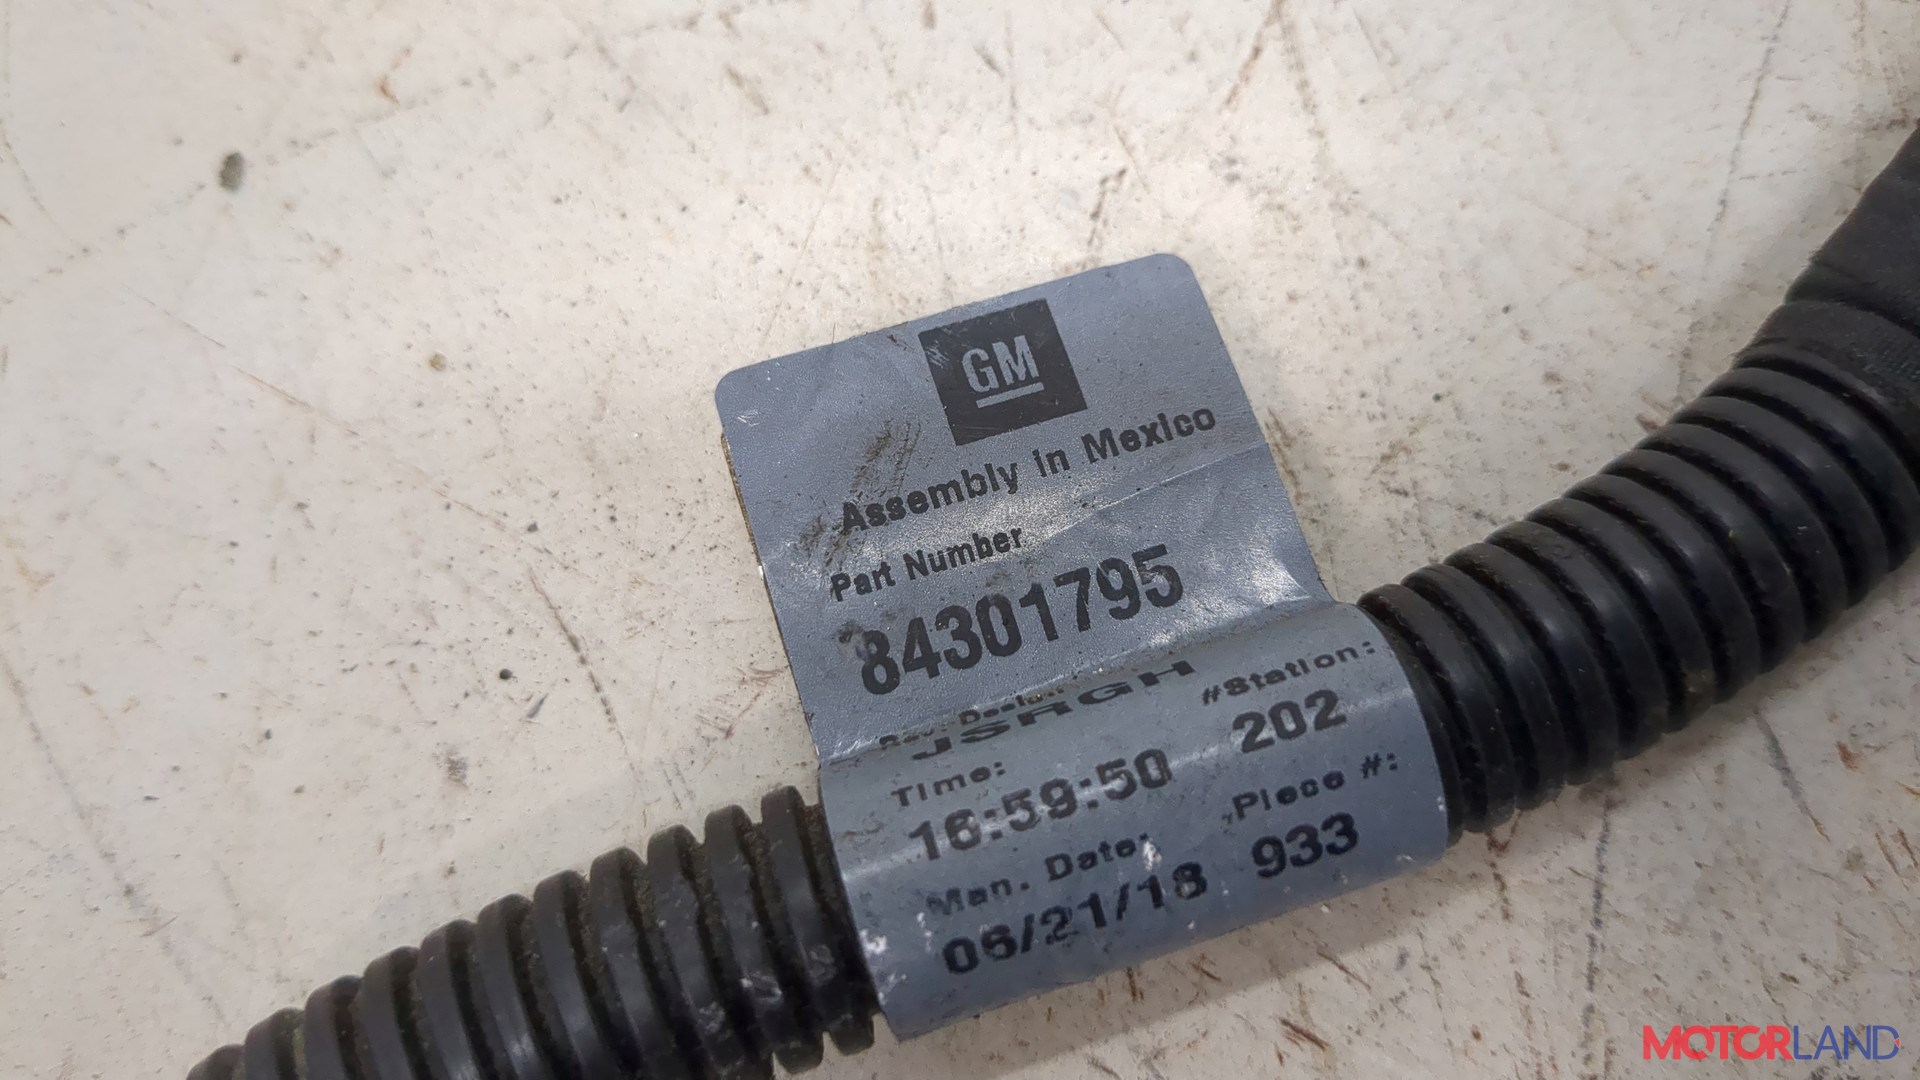 GM
Assembly in Mexico
Part Number
84301795
JSRGH
#Station:
202
Time:
16:59:50
Piece #:
933
Man. Date:
06/21/18
MOTORLAND